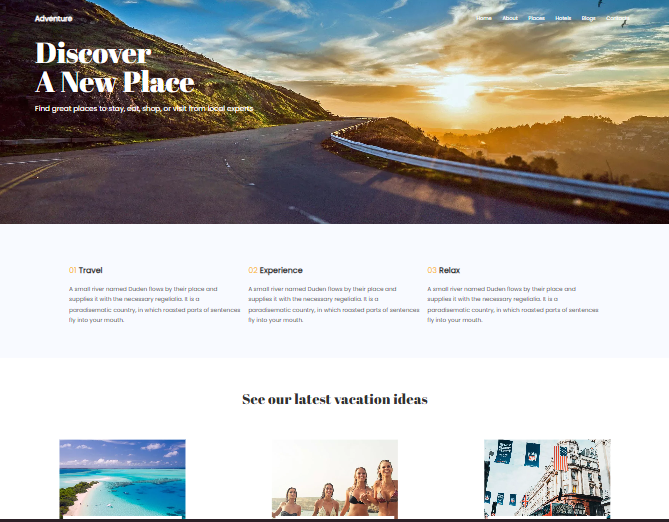 Adventure
Home About Places Hotels Blogs Contacts
Discover
A New Place
Find great places to stay, eat, shop, or visit from local experts
01 Travel
A small river named Duden flows by their place and
supplies it with the necessary regelialia. It is a
paradisematic country, in which roasted parts of sentences
fly into your mouth.
02 Experience
A small river named Duden flows by their place and
supplies it with the necessary regelialia. It is a
paradisematic country, in which roasted parts of sentences
fly into your mouth.
03 Relax
A small river named Duden flows by their place and
supplies it with the necessary regelialia. It is a
paradisematic country, in which roasted parts of sentences
fly into your mouth.
See our latest vacation ideas